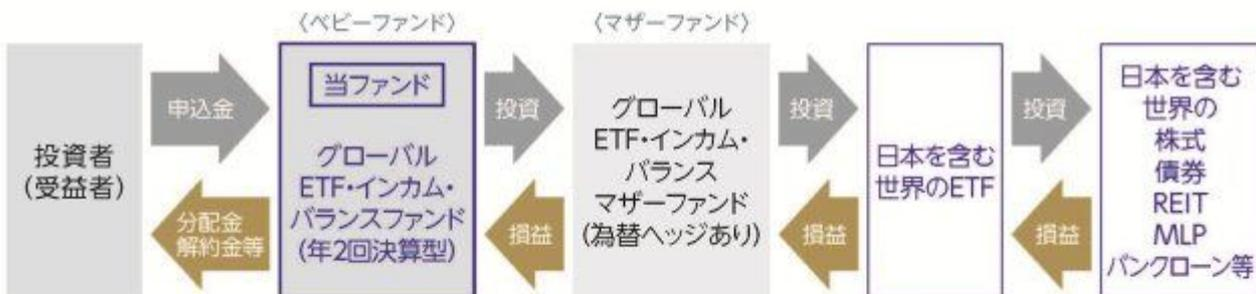 〈ベビーファンド〉
〈マザーファンド〉
投資者
(受益者)
申込金
分配金
解約金等
当ファンド
グローバル
ETF・インカム・
バランスファンド
(年2回決算型)
投資
損益
グローバル
ETF・インカム・
バランス
マザーファンド
(為替ヘッジあり)
投資
損益
日本を含む
世界のETF
投資
損益
日本を含む
世界の
株式
債券
REIT
MLP
バンクローン等